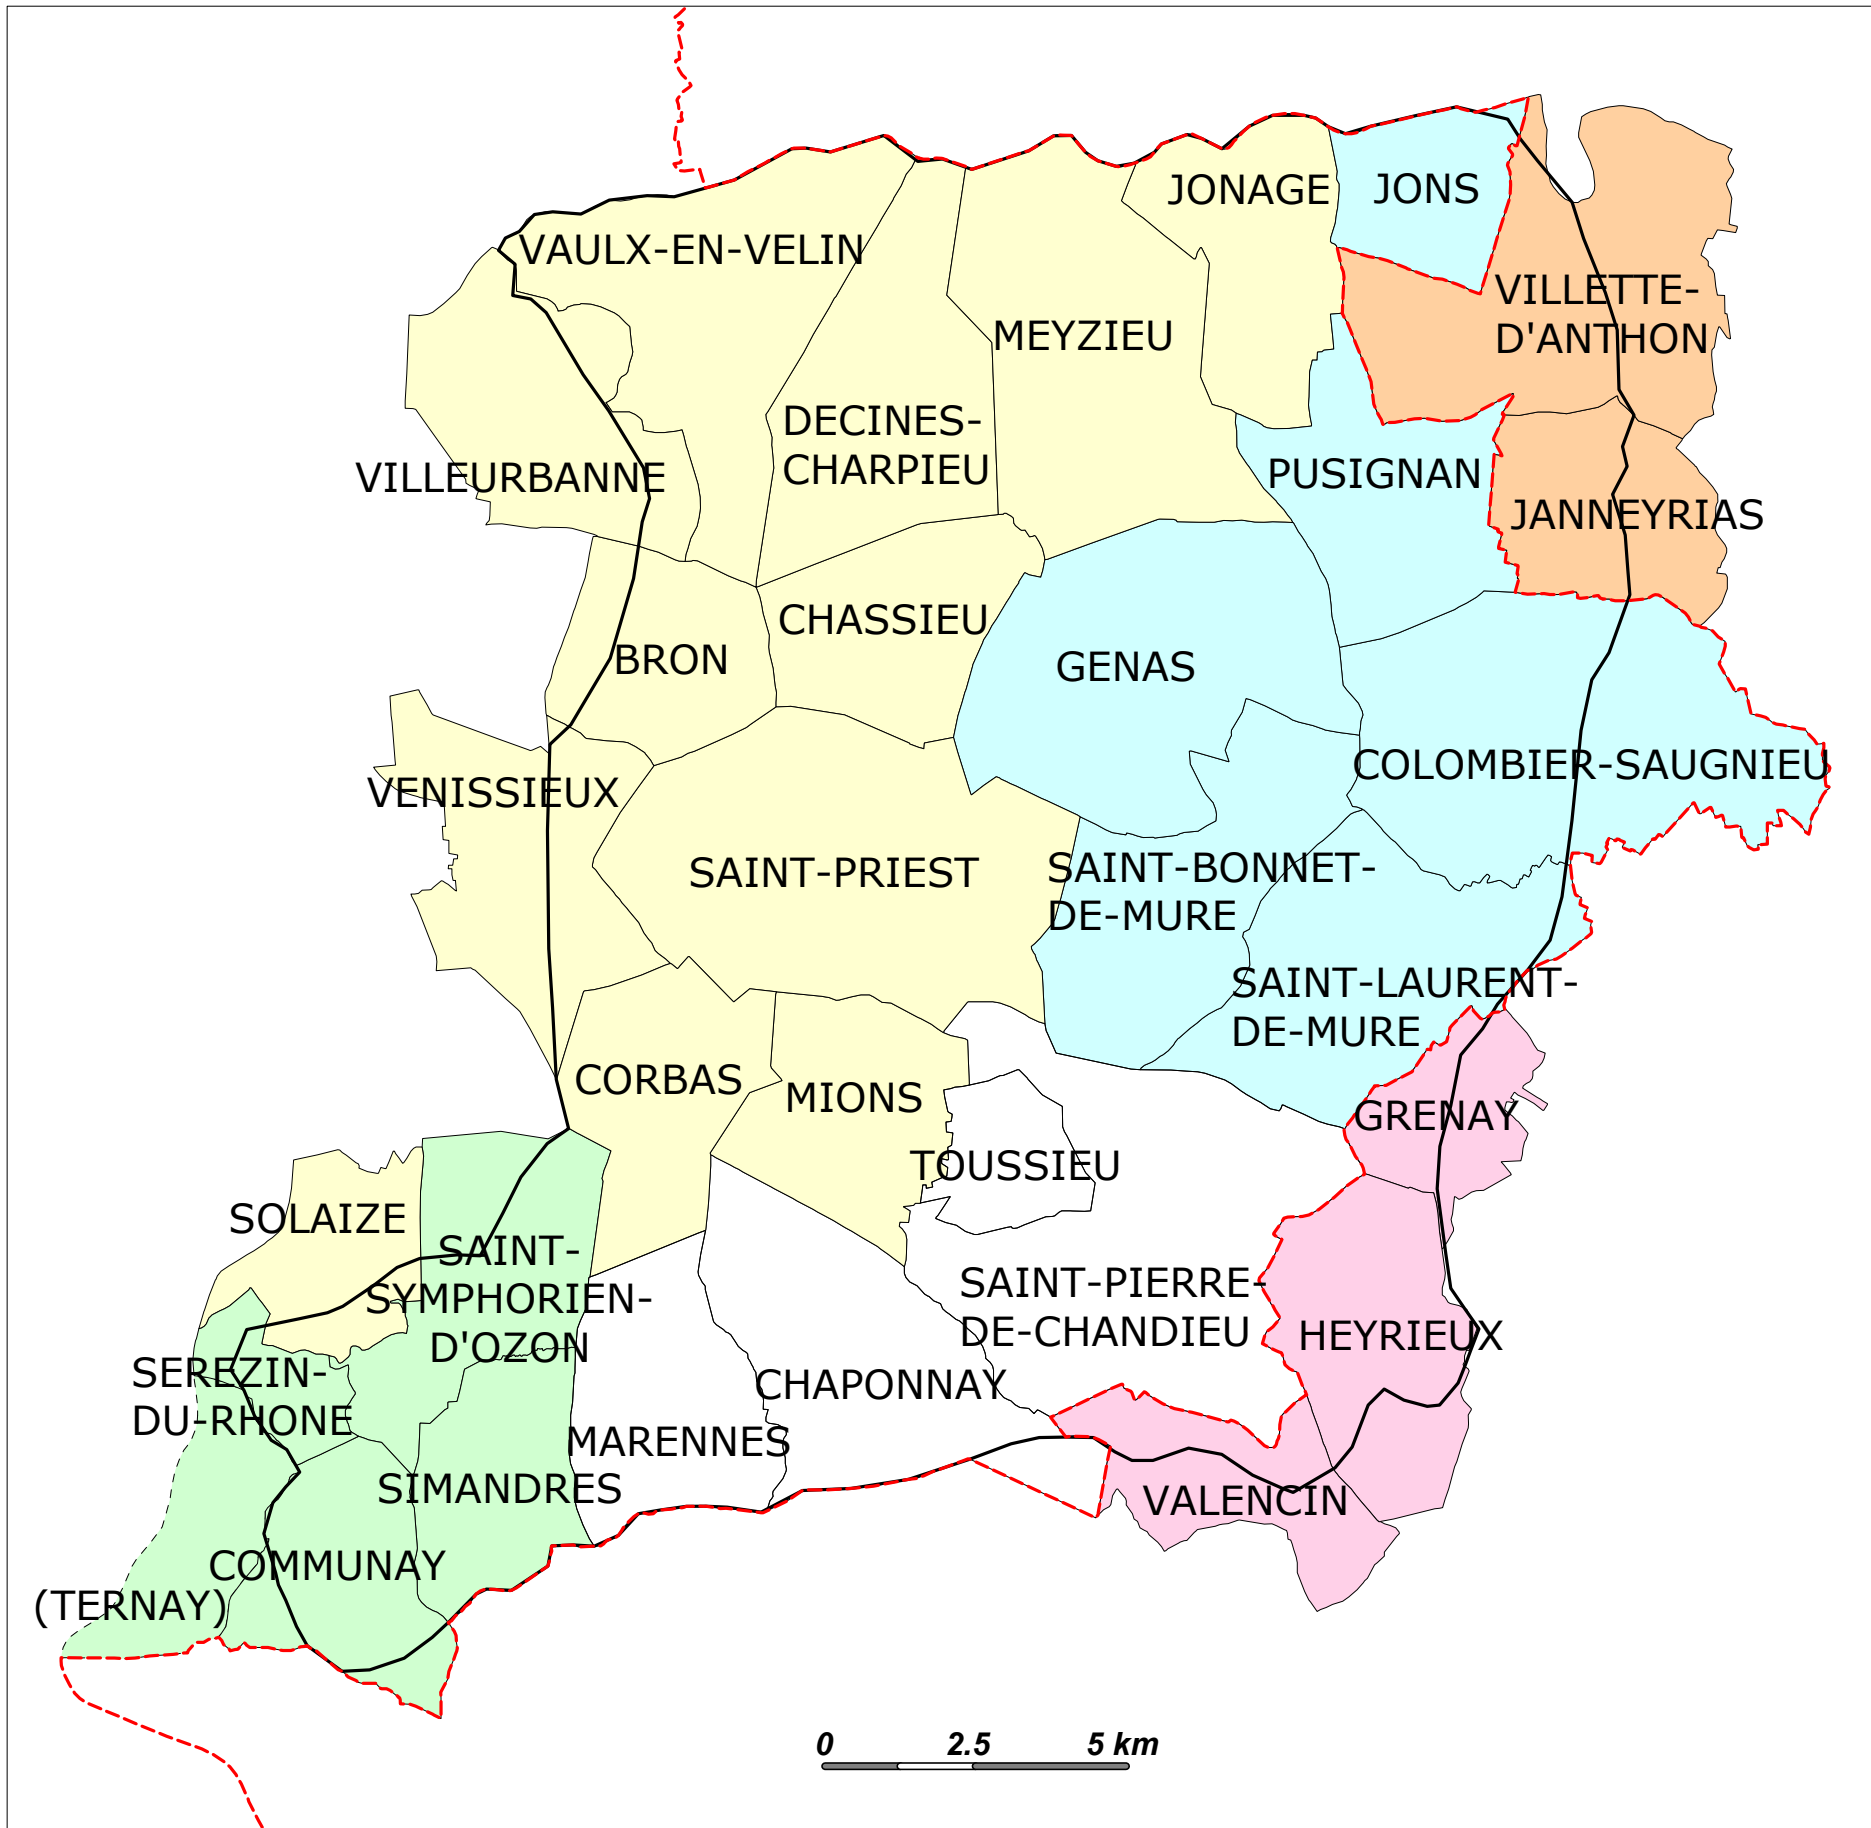 JONAGE
JONS
VAULX-EN-VELIN
VILLETTE-
D'ANTHON
MEYZIEU
DECINES-
CHARPIEU
VILLEURBANNE
PUSIGNAN
JANNEYRIAS
CHASSIEU
BRON
GENAS
VENISSIEUX
COLOMBIER-SAUGNIEU
SAINT-PRIEST
SAINT-BONNET-
DE-MURE
SAINT-LAURENT-
DE-MURE
CORBAS
MIONS
GRENAY
TOUSSIEU
SOLAIZE
SAINT-
SYMPHORIEN-
D'OZON
SAINT-PIERRE-
DE-CHANDIEU
HEYRIEUX
SEREZIN-
DU-RHONE
CHAPONNAY
MARENNES
SIMANDRES
VALENCIN
COMMUNAY
(TERNAY)
0 2.5 5 km